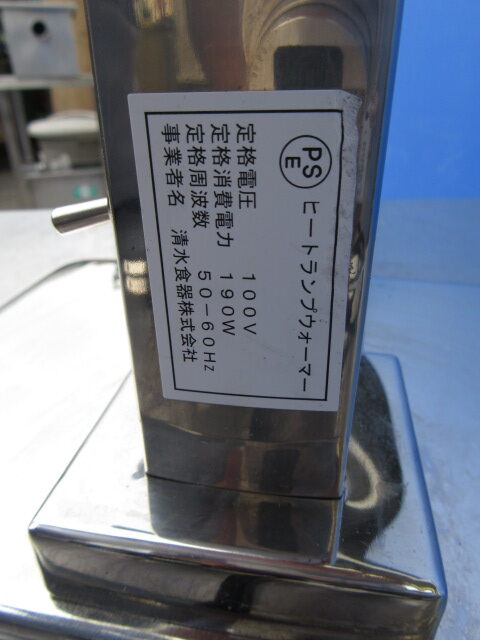 PS
E
ヒートランプウォーマー
定格電圧 100V
定格消費電力 190W
定格周波数 50-60Hz
事業者名 清水食器株式会社